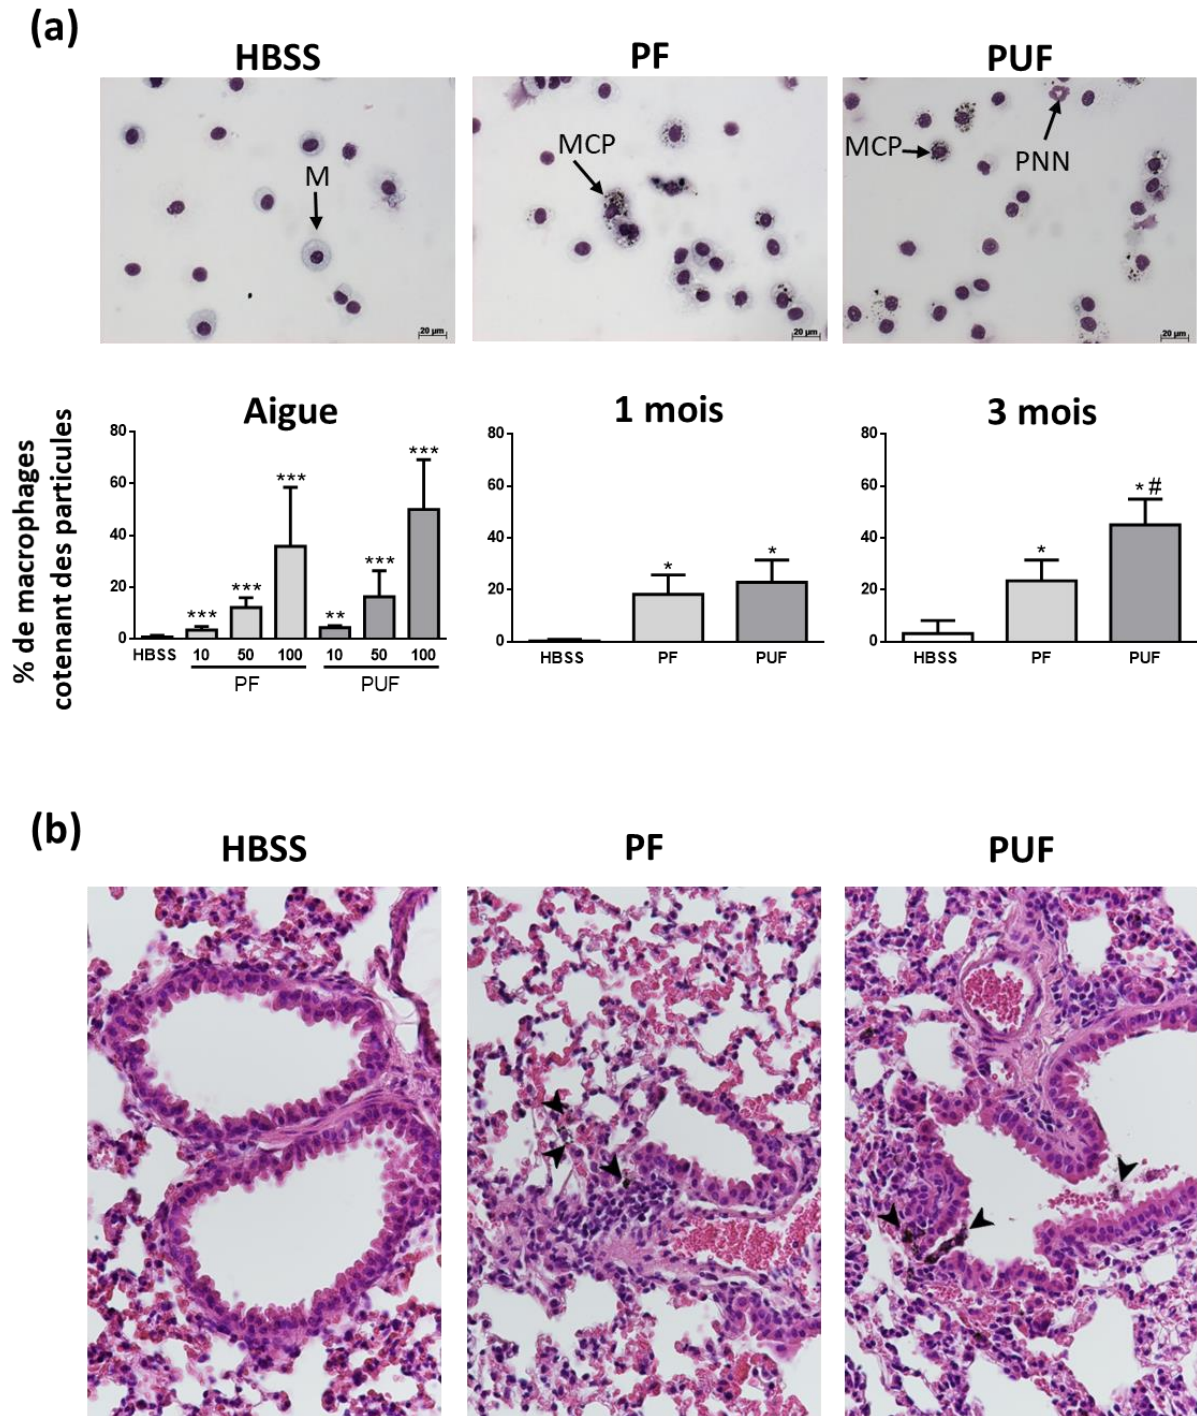 (a)
HBSS
PF
PUF
M
MCP
MCP
PNN
20 µm
20 µm
20 µm
% de macrophages
cotenant des particules
Aigue
80
60
40
20
0
***
***
***
**
***
***
HBSS 10 50 100 10 50 100
PF PUF
1 mois
80
60
40
20
0
*
*
HBSS PF PUF
3 mois
80
60
40
20
0
*
* #
HBSS PF PUF
(b)
HBSS
PF
PUF